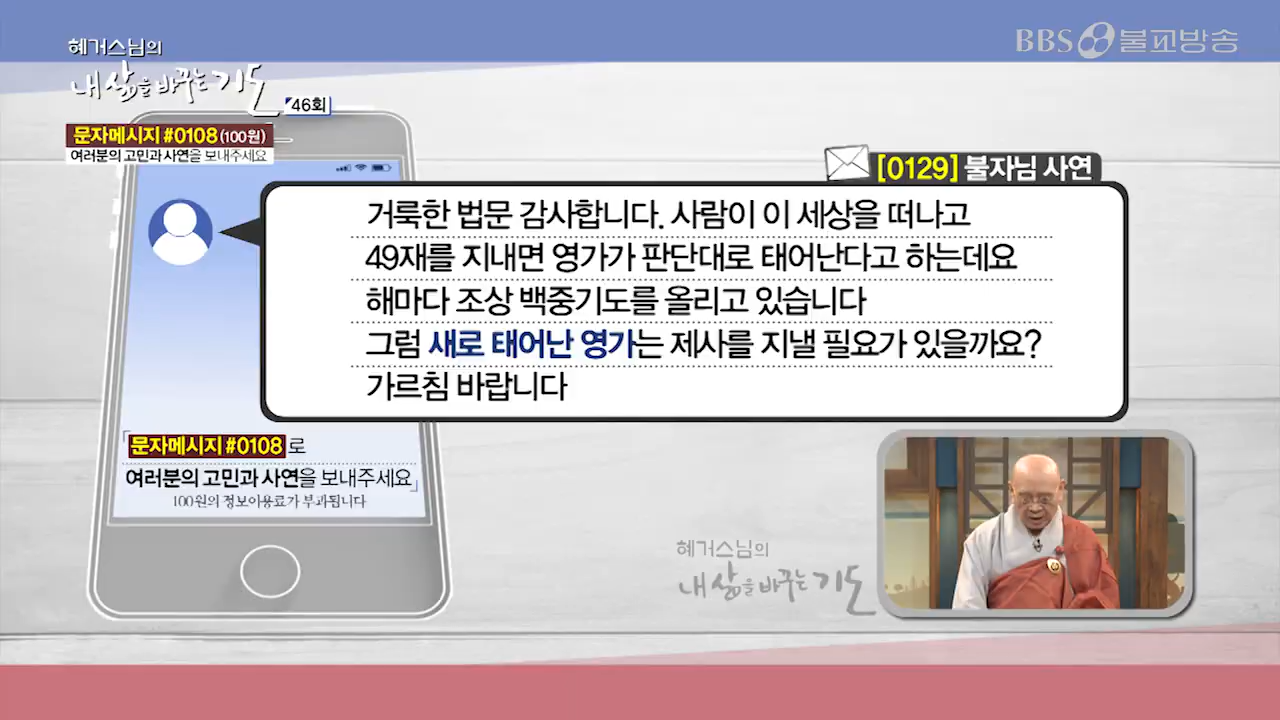 혜거스님의
내 삶을 바꾸는 기도
46회
BBS 불교방송
문자메시지 #0108 (100원)
여러분의 고민과 사연을 보내주세요
[0129] 불자님 사연
거룩한 법문 감사합니다. 사람이 이 세상을 떠나고
49재를 지내면 영가가 판단대로 태어난다고 하는데요
해마다 조상 백중기도를 올리고 있습니다
그럼 새로 태어난 영가는 제사를 지낼 필요가 있을까요?
가르침 바랍니다
「문자메시지 #0108 로
여러분의 고민과 사연을 보내주세요」
100원의 정보이용료가 부과됩니다
혜거스님의
내 삶을 바꾸는 기도